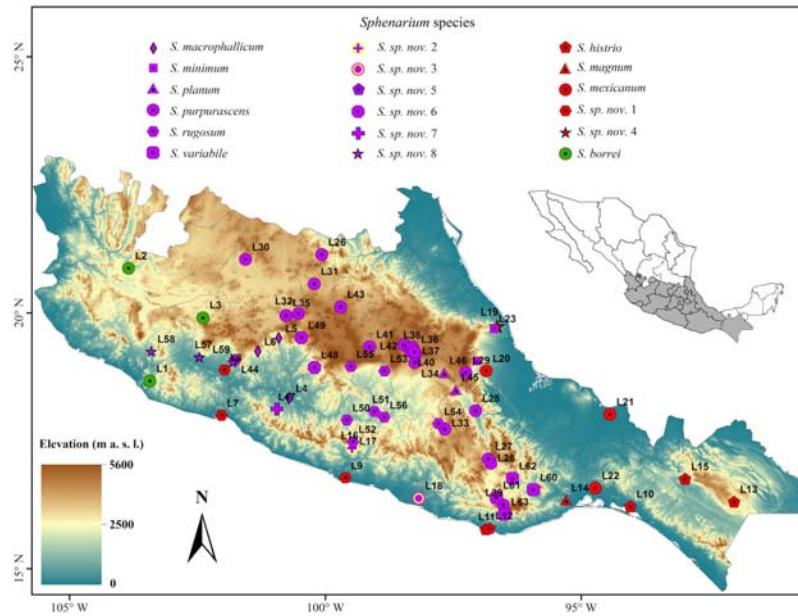 Sphenarium species
S. macrophallicum
S. minimum
S. planum
S. purpurascens
S. rugosum
S. variabile
S. sp. nov. 2
S. sp. nov. 3
S. sp. nov. 5
S. sp. nov. 6
S. sp. nov. 7
S. sp. nov. 8
S. histrio
S. magnum
S. mexicanum
S. sp. nov. 1
S. sp. nov. 4
S. borrei
25° N
20° N
15° N
105° W
100° W
95° W
Elevation (m a. s. l.)
5600
2500
0
N
L2
L30
L26
L31
L3
L43
L32
L35
L19
L23
L58
L57
L59
L5
L6
L49
L41
L42
L38
L36
L37
L40
L1
L44
L48
L55
L53
L34
L46
L45
L29
L20
L7
L4
L47
L50
L51
L56
L54
L33
L25
L21
L16
L52
L17
L27
L28
L9
L18
L62
L61
L60
L39
L63
L12
L11
L14
L22
L10
L15
L13